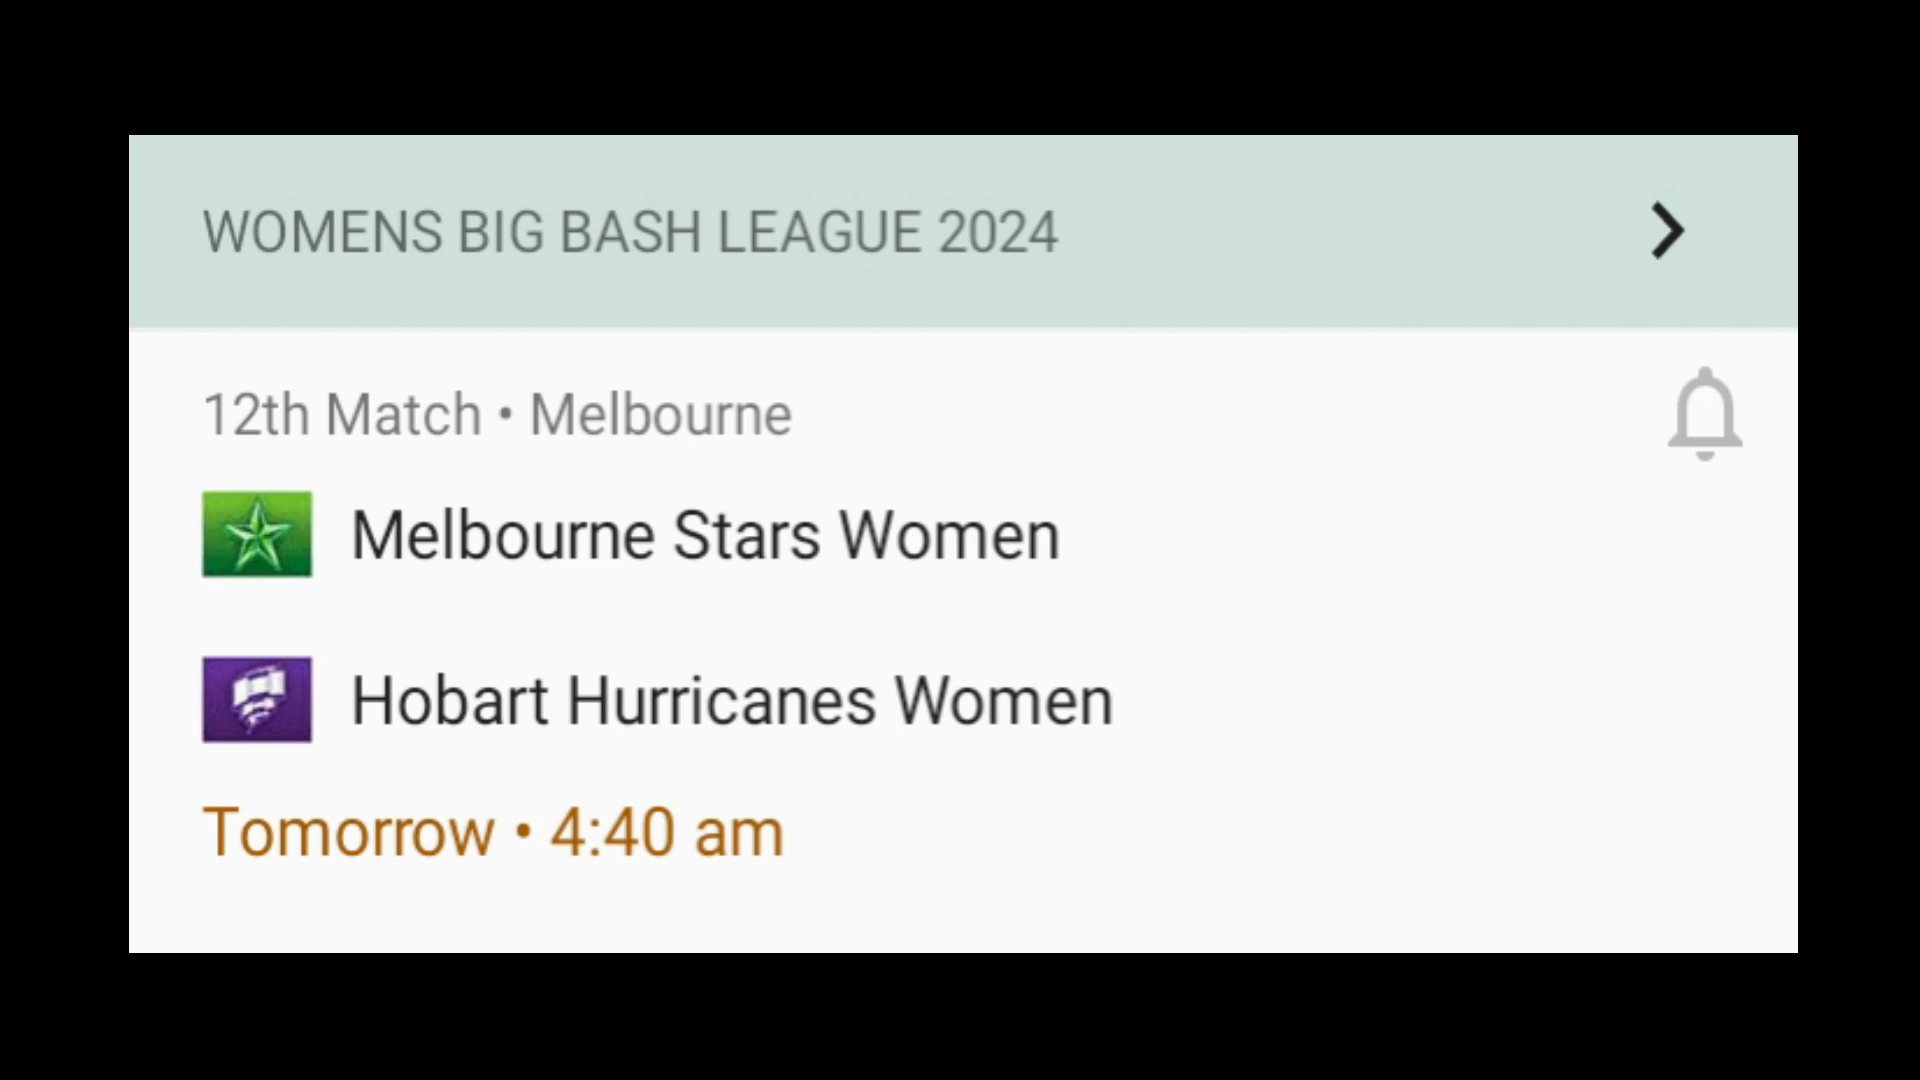 WOMENS BIG BASH LEAGUE 2024
12th Match • Melbourne
Melbourne Stars Women
Hobart Hurricanes Women
Tomorrow • 4:40 am